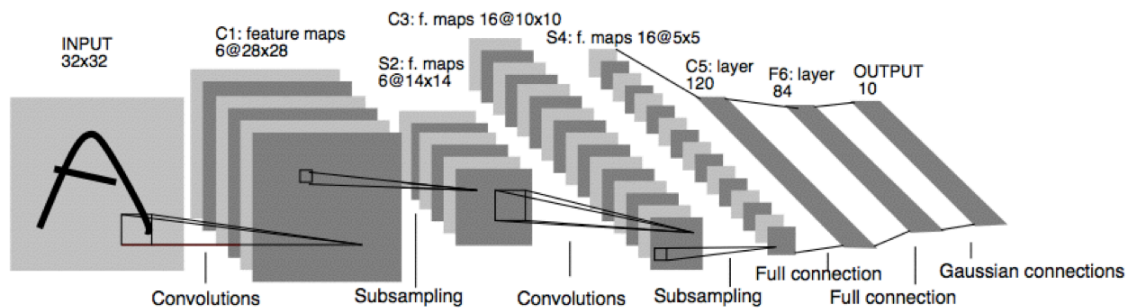 INPUT
32x32
C1: feature maps
6@28x28
S2: f. maps
6@14x14
C3: f. maps 16@10x10
S4: f. maps 16@5x5
C5: layer
120
F6: layer
84
OUTPUT
10
Convolutions
Subsampling
Convolutions
Subsampling
Full connection
Full connection
Gaussian connections